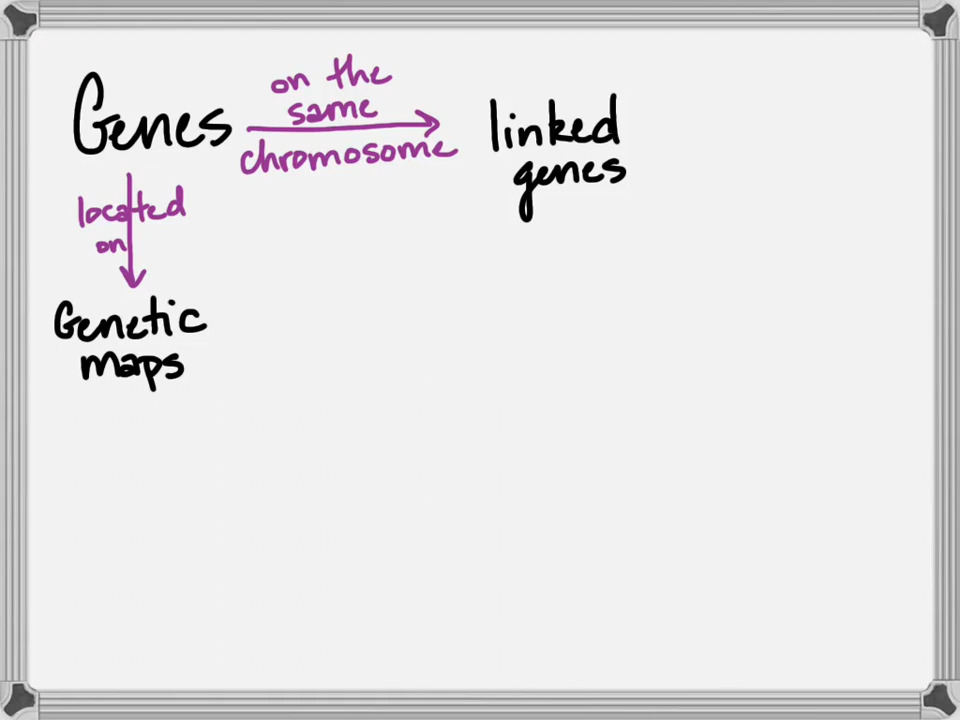 Genes
on the
same
chromosome
linked
genes
located
on
Genetic
maps